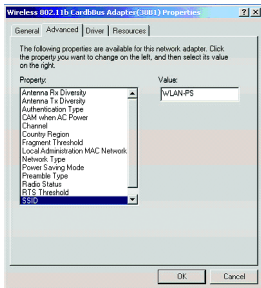 Wireless 802.11b CardbBus Adapter(3881) Properties
General Advanced Driver Resources
The following properties are available for this network adapter. Click
the property you want to change on the left, and then select its value
on the right.
Property: Value:
Antenna Rx Diversity WLAN-PS
Antenna Tx Diversity
Authentication Type
CAM when AC Power
Channel
Country Region
Fragment Threshold
Local Administration MAC Network
Network Type
Power Saving Mode
Preamble Type
Radio Status
RTS Threshold
SSID
OK Cancel